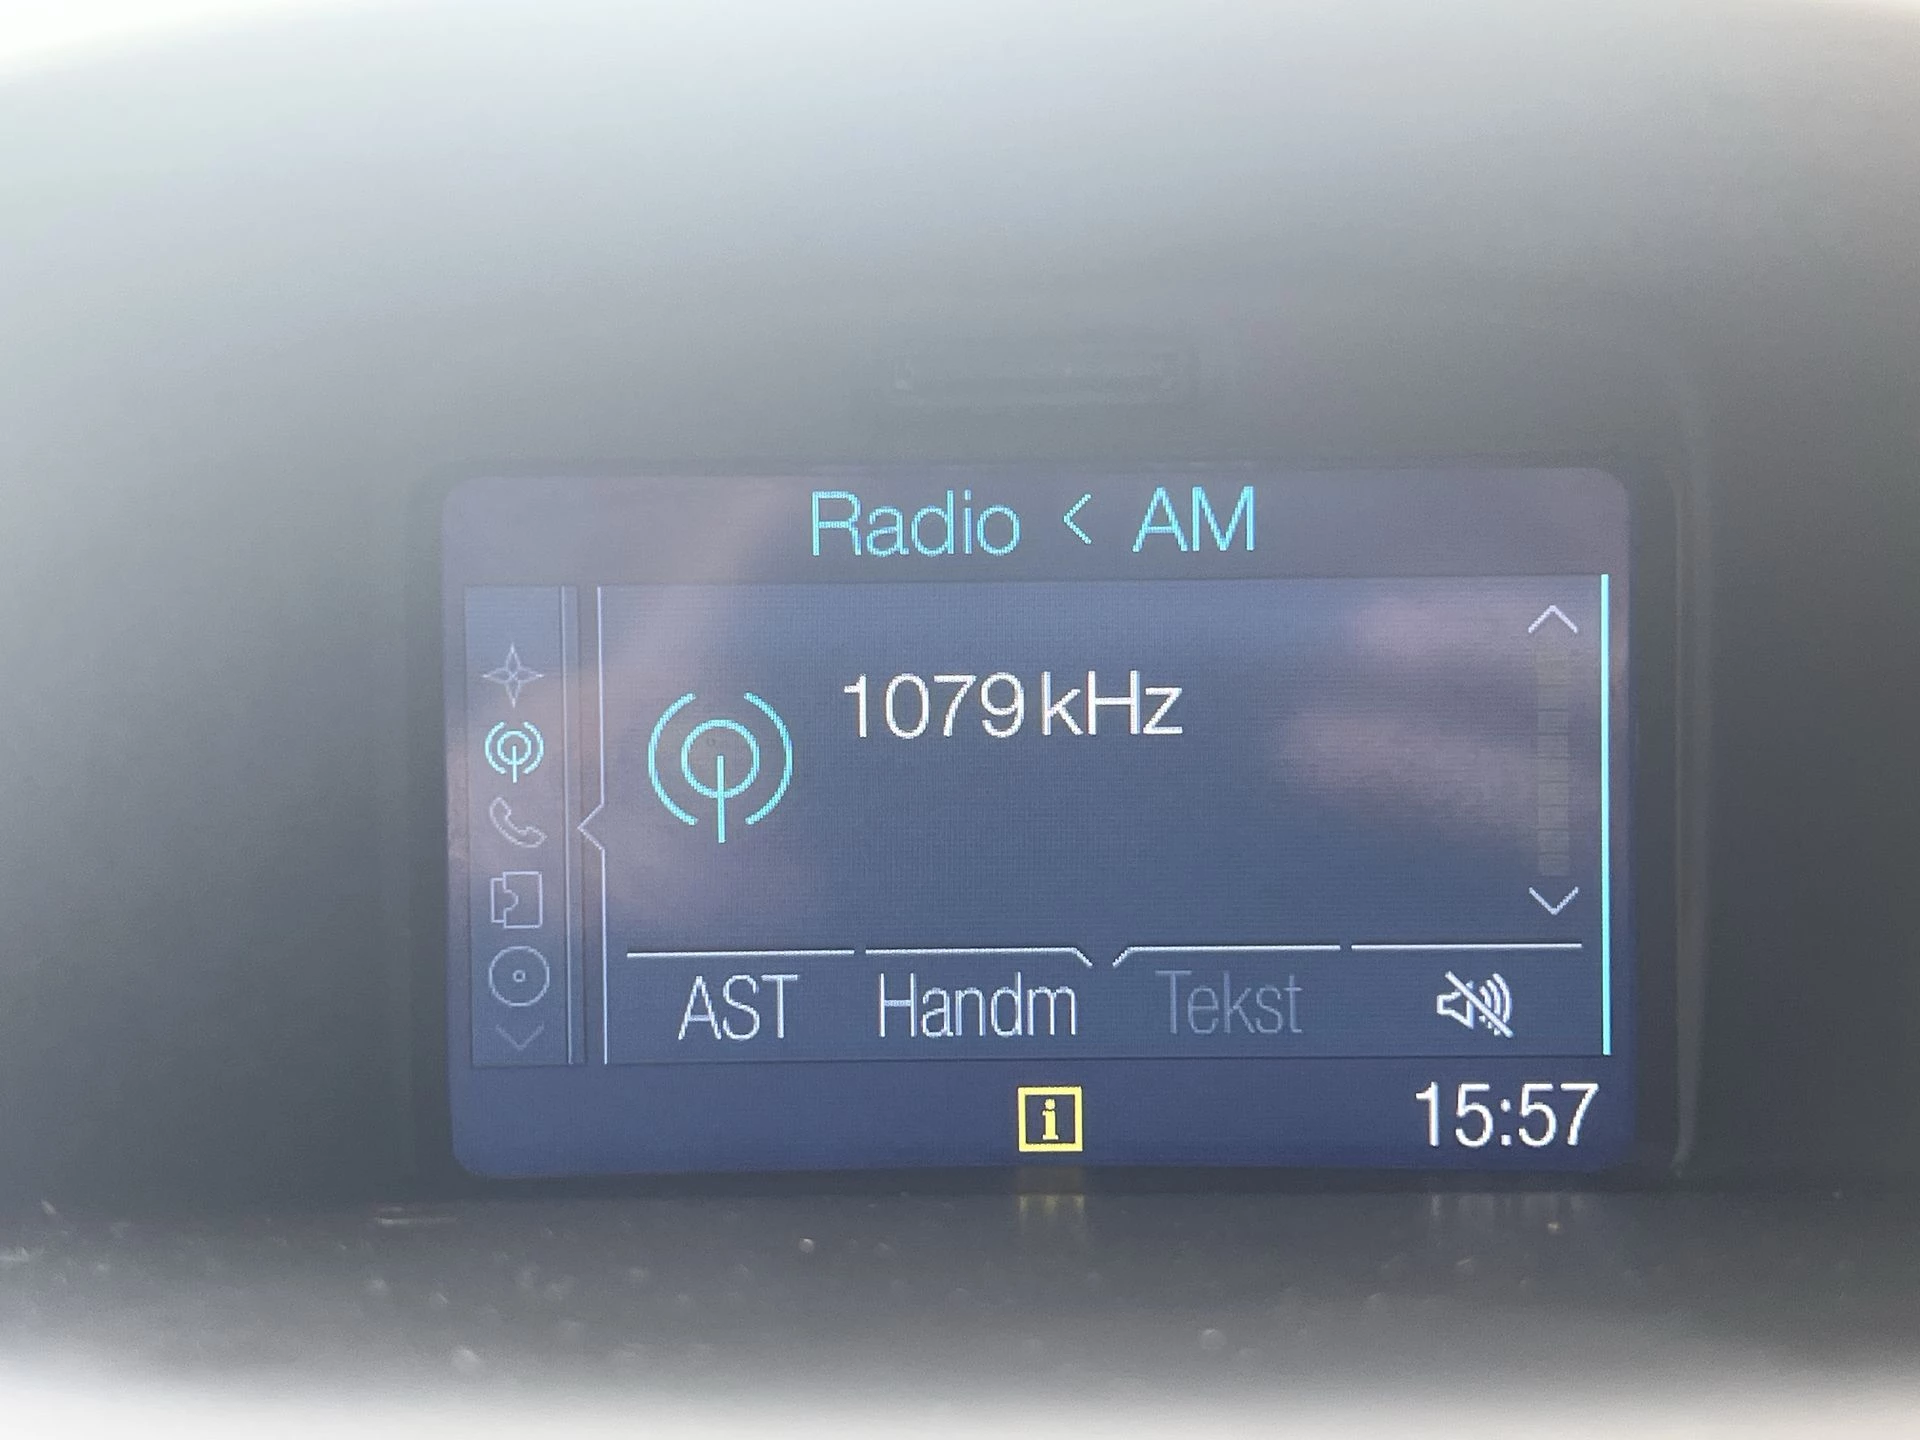 Radio < AM
1079 kHz
AST Handm Tekst
i 15:57